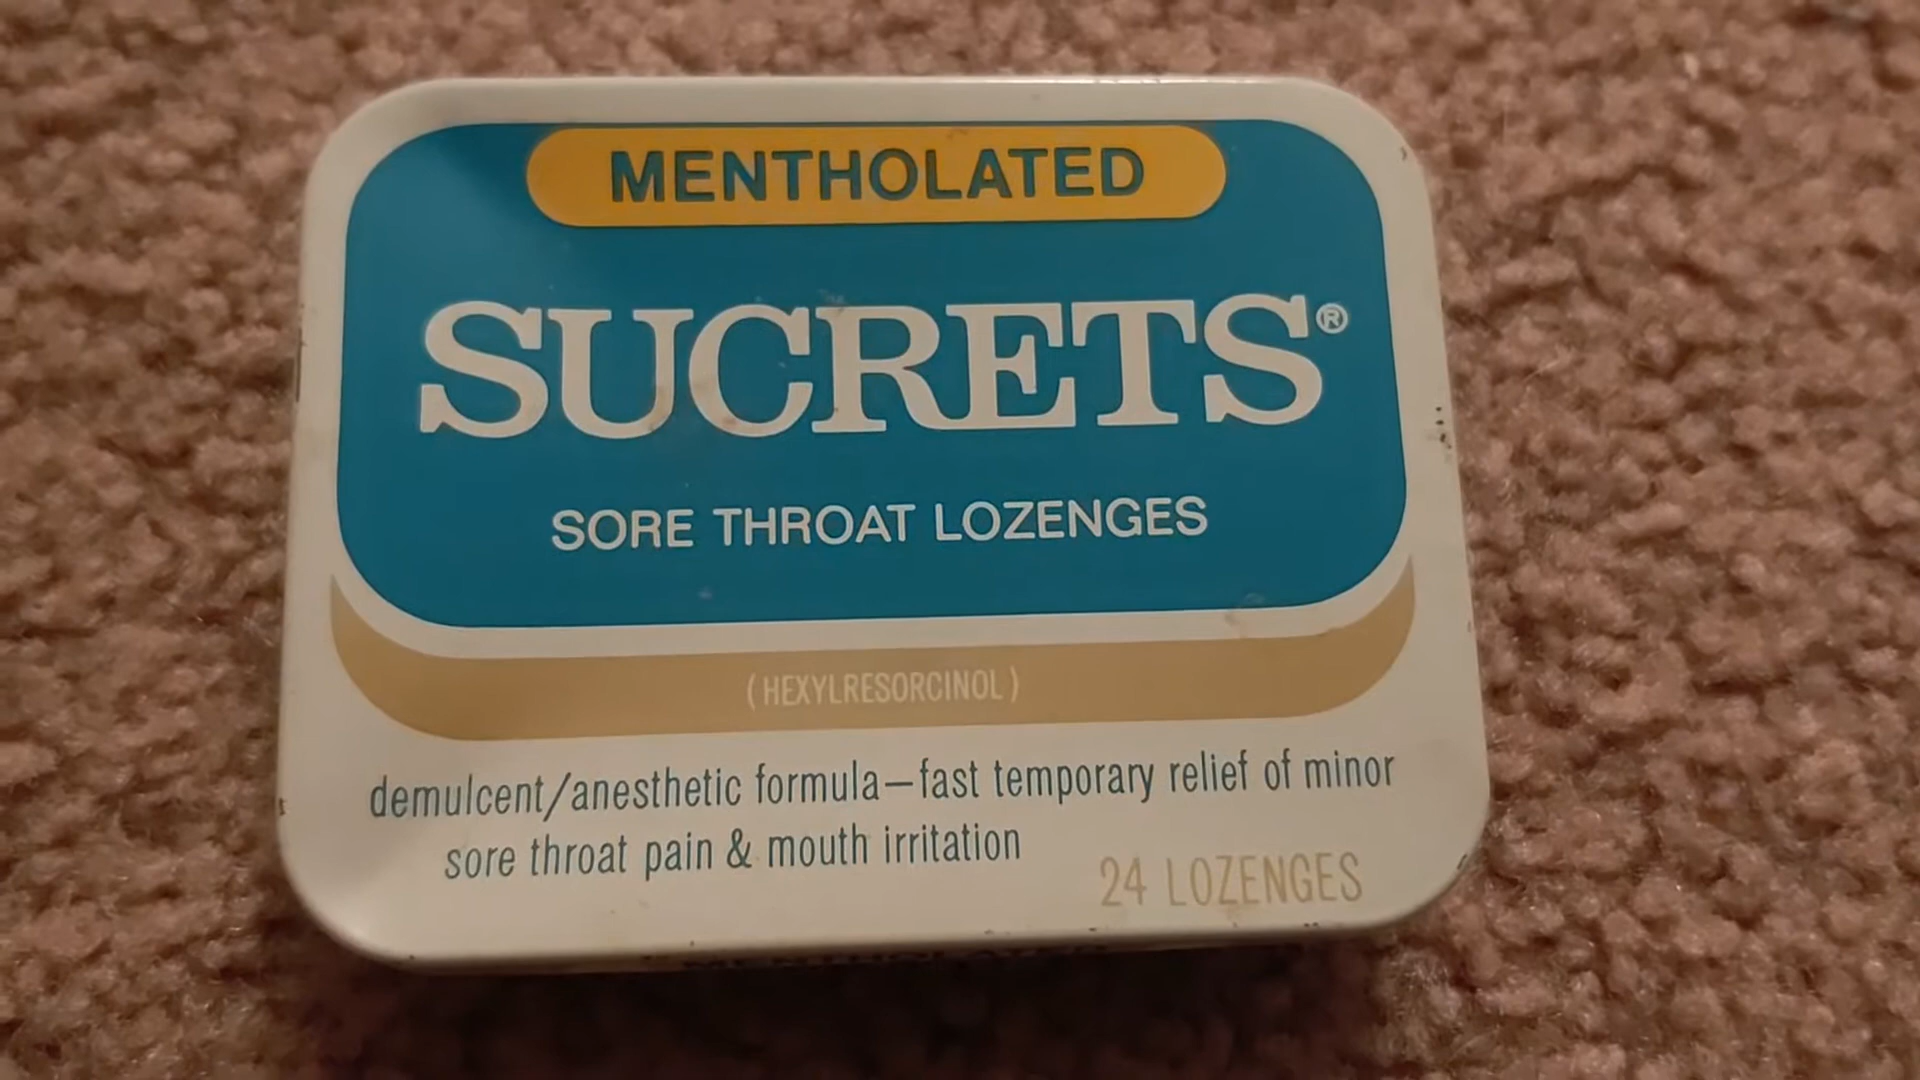 MENTHOLATED
SUCRETS®
SORE THROAT LOZENGES
(HEXYLRESORCINOL)
demulcent/anesthetic formula—fast temporary relief of minor
sore throat pain & mouth irritation
24 LOZENGES